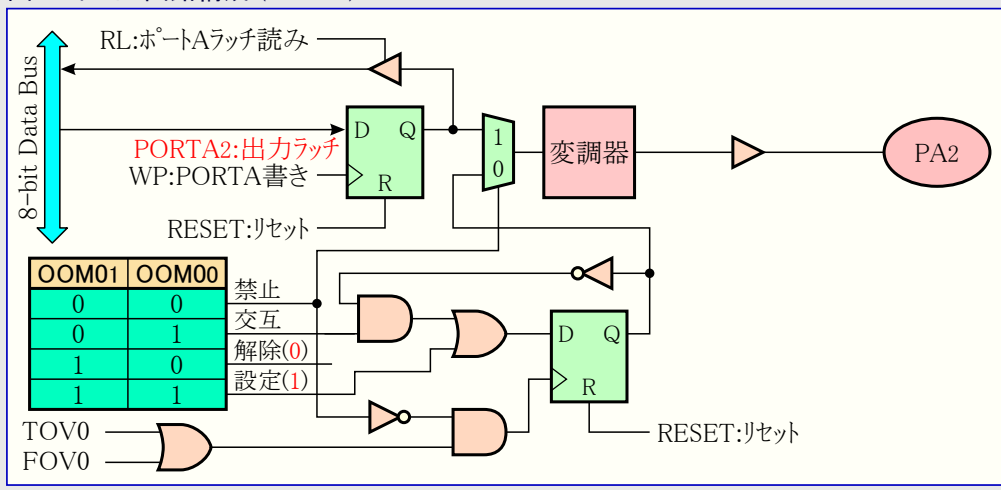 RL:ポートAラッチ読み
8-bit Data Bus
D Q
1
PORTA2:出力ラッチ
変調器
PA2
WP:PORTA書き
R
0
RESET:リセット
OOM01 OOM00
0 0 禁止
0 1 交互
1 0 解除(0)
1 1 設定(1)
D Q
R
TOV0
FOV0
RESET:リセット